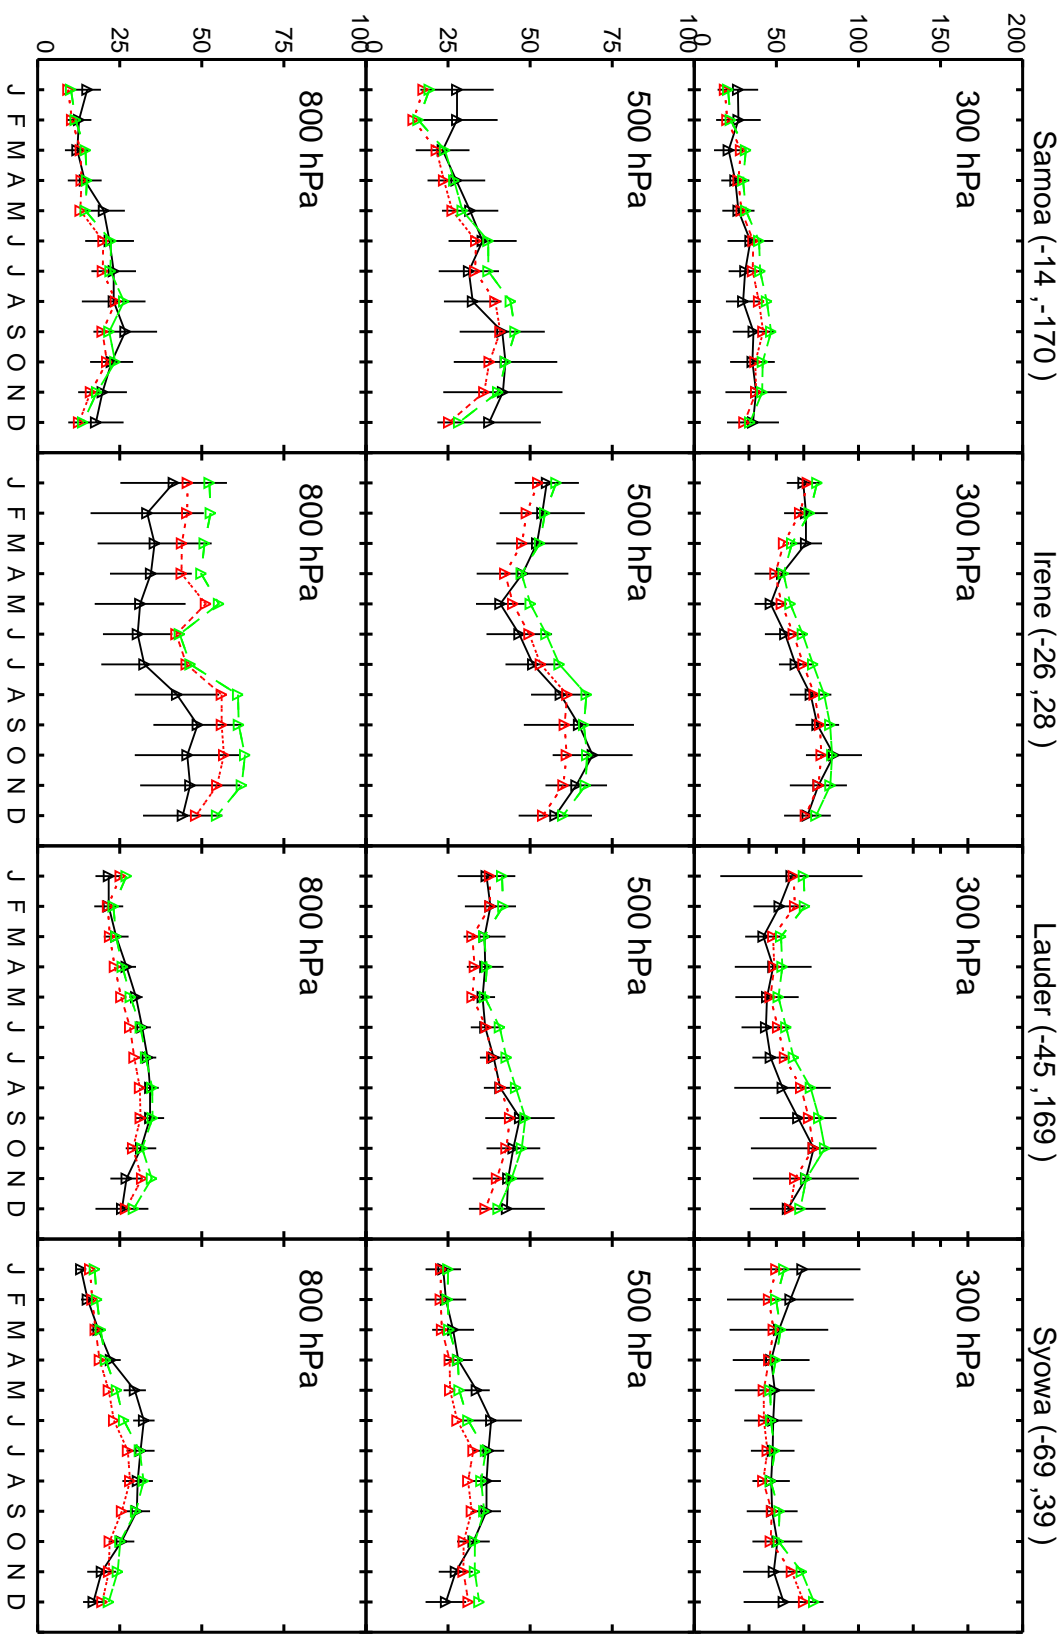 Samoa (-14 ,-170 )
Irene (-26 ,28 )
Lauder (-45 ,169 )
Syowa (-69 ,39 )
200
150
100
50
0
300 hPa
300 hPa
300 hPa
300 hPa
100
75
50
25
0
500 hPa
500 hPa
500 hPa
500 hPa
100
75
50
25
0
800 hPa
800 hPa
800 hPa
800 hPa
J F M A M J J A S O N D
J F M A M J J A S O N D
J F M A M J J A S O N D
J F M A M J J A S O N D